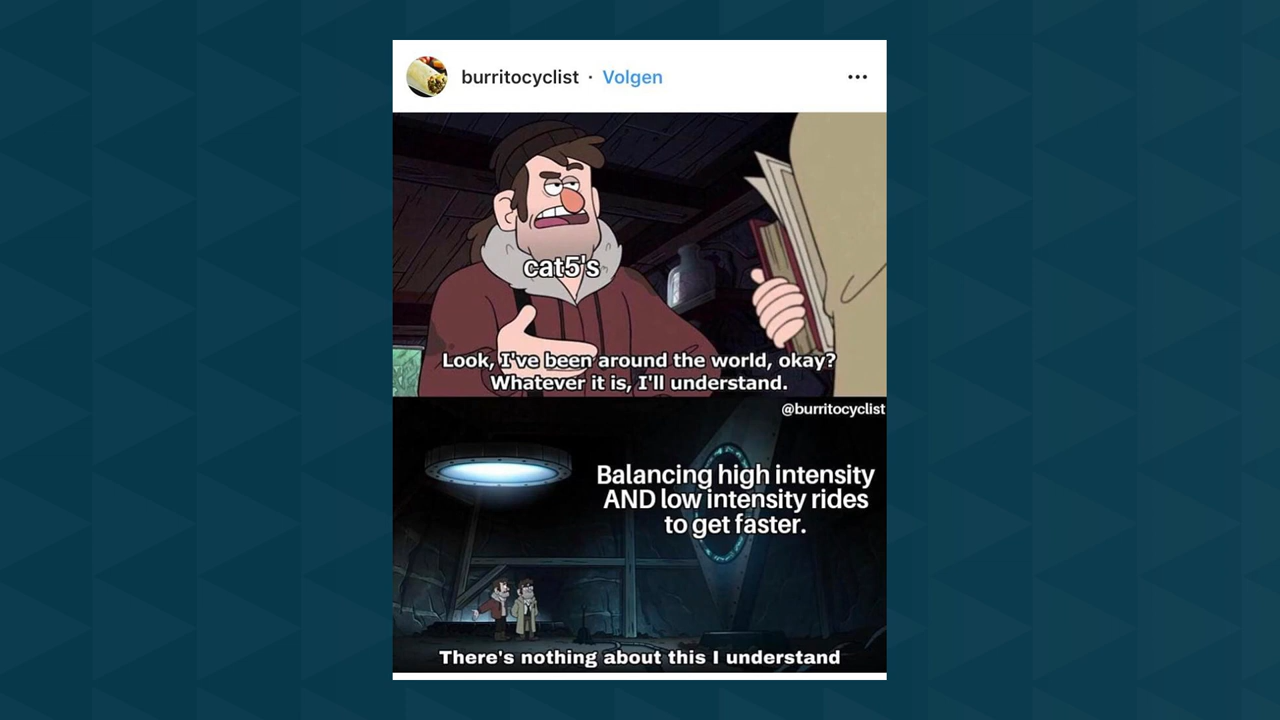 burritocyclist · Volgen
cat5's
Look, I've been around the world, okay?
Whatever it is, I'll understand.
@burritocyclist
Balancing high intensity
AND low intensity rides
to get faster.
There's nothing about this I understand